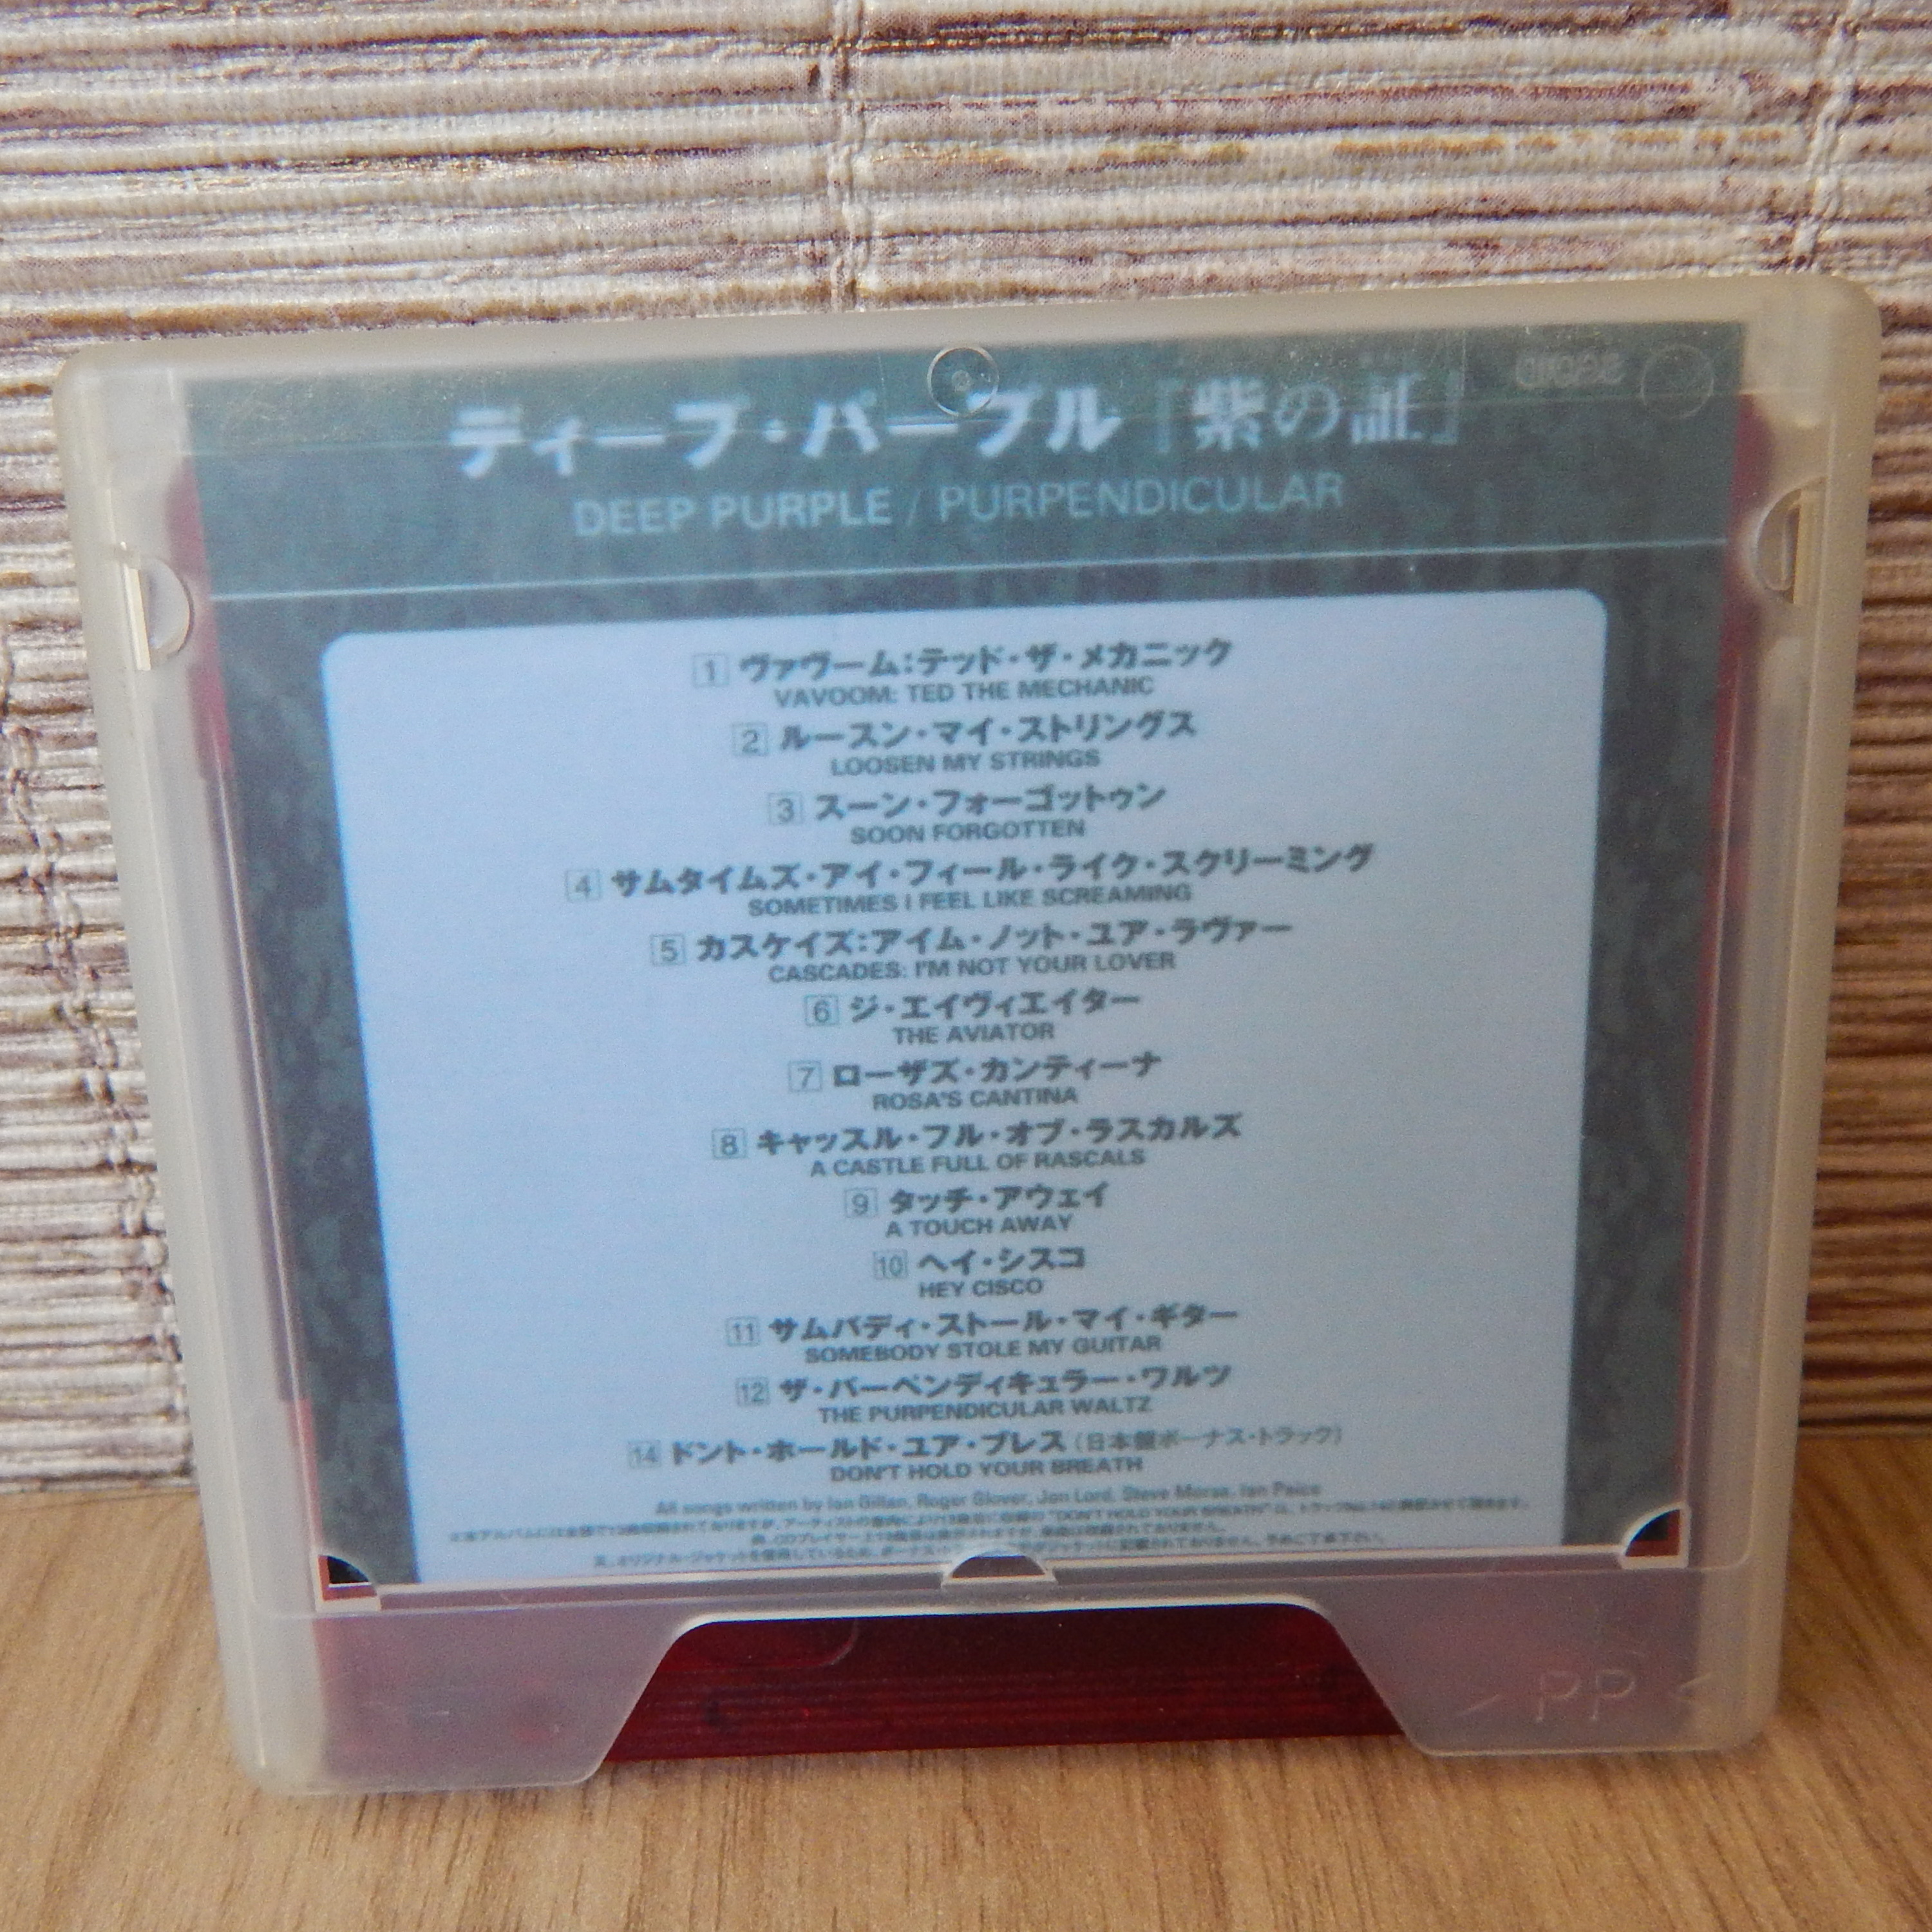 ディープ・パープル『紫の証』
DEEP PURPLE / PURPENDICULAR
1 ヴァヴーム:テッド・ザ・メカニック
VAVOOM: TED THE MECHANIC
2 ルースン・マイ・ストリングス
LOOSEN MY STRINGS
3 スーン・フォーゴットゥン
SOON FORGOTTEN
4 サムタイムズ・アイ・フィール・ライク・スクリーミング
SOMETIMES I FEEL LIKE SCREAMING
5 カスケイズ:アイム・ノット・ユア・ラヴァー
CASCADES: I'M NOT YOUR LOVER
6 ジ・エイヴィエイター
THE AVIATOR
7 ローザズ・カンティーナ
ROSA'S CANTINA
8 キャッスル・フル・オブ・ラスカルズ
A CASTLE FULL OF RASCALS
9 タッチ・アウェイ
A TOUCH AWAY
10 ヘイ・シスコ
HEY CISCO
11 サムバディ・ストール・マイ・ギター
SOMEBODY STOLE MY GUITAR
12 ザ・パーペンディキュラー・ワルツ
THE PURPENDICULAR WALTZ
14 ドント・ホールド・ユア・ブレス (日本盤ボーナス・トラック)
DON'T HOLD YOUR BREATH
All songs written by Ian Gillan, Roger Glover, Jon Lord, Steve Morse, Ian Paice
>PP<